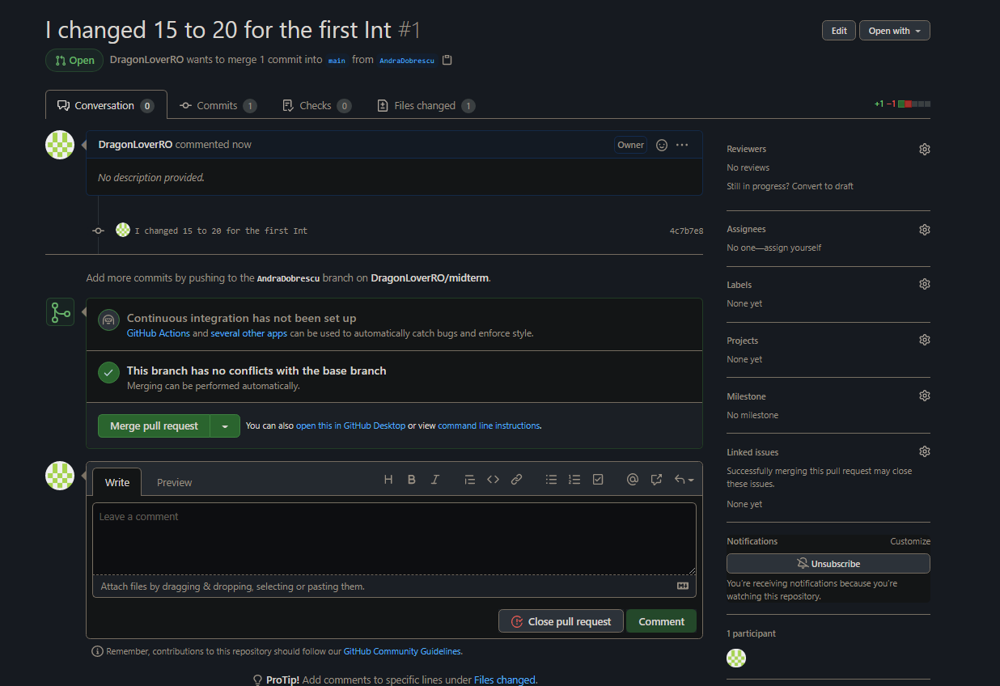 I changed 15 to 20 for the first Int #1
Edit
Open with
Open
DragonLoverRO wants to merge 1 commit into main from AndraDobrescu
Conversation 0
Commits 1
Checks 0
Files changed 1
+1 −1
DragonLoverRO commented now
Owner
No description provided.
I changed 15 to 20 for the first Int
4c7b7e8
Add more commits by pushing to the AndraDobrescu branch on DragonLoverRO/midterm.
Continuous integration has not been set up
GitHub Actions and several other apps can be used to automatically catch bugs and enforce style.
This branch has no conflicts with the base branch
Merging can be performed automatically.
Merge pull request
You can also open this in GitHub Desktop or view command line instructions.
Write
Preview
H B I
Leave a comment
Attach files by dragging & dropping, selecting or pasting them.
Close pull request
Comment
Remember, contributions to this repository should follow our GitHub Community Guidelines.
ProTip! Add comments to specific lines under Files changed.
Reviewers
No reviews
Still in progress? Convert to draft
Assignees
No one—assign yourself
Labels
None yet
Projects
None yet
Milestone
No milestone
Linked issues
Successfully merging this pull request may close
these issues.
None yet
Notifications
Customize
Unsubscribe
You're receiving notifications because you're
watching this repository.
1 participant